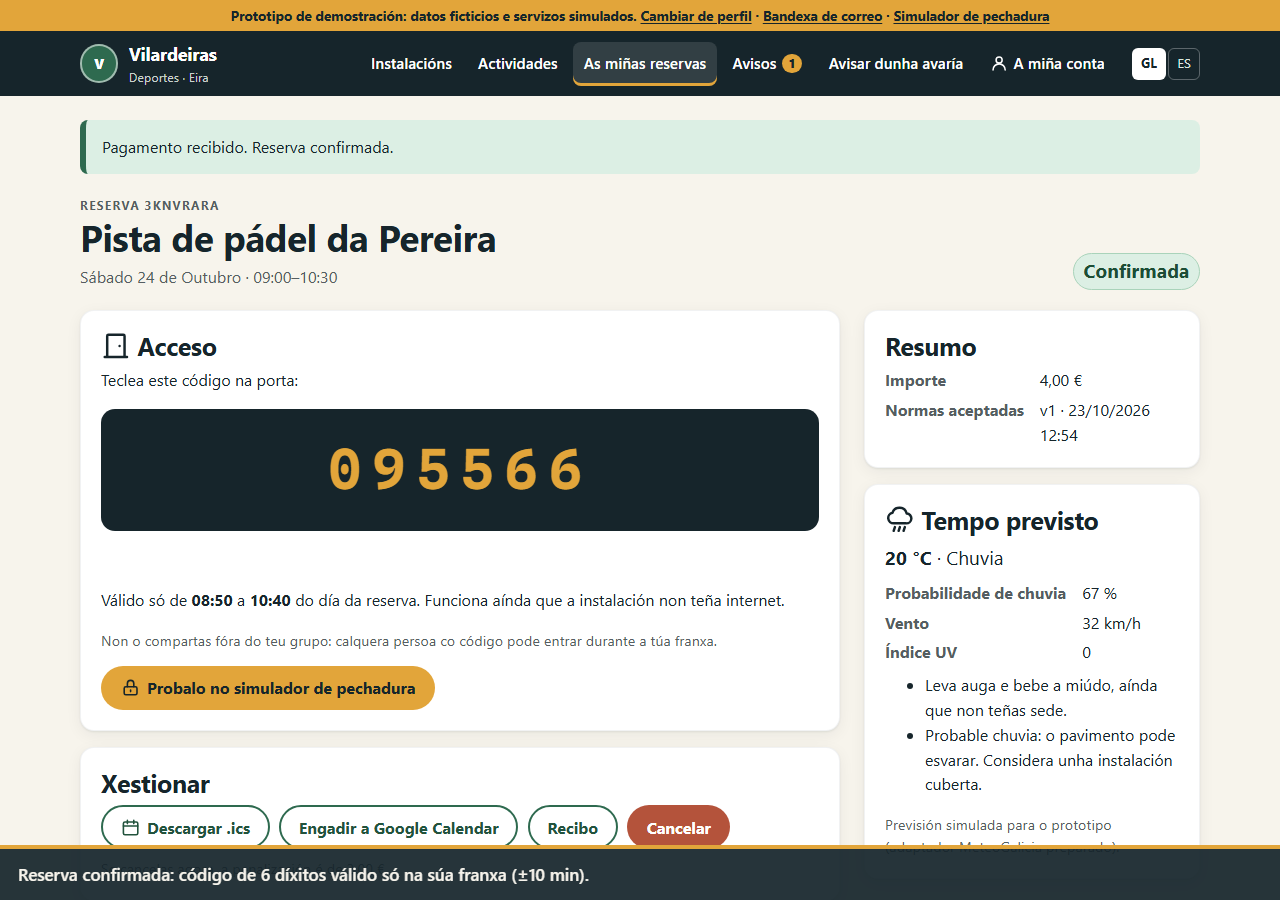 Prototipo de demostración: datos ficticios e servizos simulados. Cambiar de perfil · Bandexa de correo · Simulador de pechadura
V
Vilardeiras
Deportes · Eira
Instalacións
Actividades
As miñas reservas
Avisos 1
Avisar dunha avaría
A miña conta
GL
ES
Pagamento recibido. Reserva confirmada.
RESERVA 3KNVRARA
Pista de pádel da Pereira
Sábado 24 de Outubro · 09:00–10:30
Confirmada
Acceso
Teclea este código na porta:
095566
Válido só de 08:50 a 10:40 do día da reserva. Funciona aínda que a instalación non teña internet.
Non o compartas fóra do teu grupo: calquera persoa co código pode entrar durante a túa franxa.
Probalo no simulador de pechadura
Xestionar
Descargar .ics
Engadir a Google Calendar
Recibo
Cancelar
Resumo
Importe 4,00 €
Normas aceptadas v1 · 23/10/2026
12:54
Tempo previsto
20 °C · Chuvia
Probabilidade de chuvia 67 %
Vento 32 km/h
Índice UV 0
• Leva auga e bebe a miúdo, aínda
que non teñas sede.
• Probable chuvia: o pavimento pode
esvarar. Considera unha instalación
cuberta.
Previsión simulada para o prototipo
Reserva confirmada: código de 6 díxitos válido só na súa franxa (±10 min).